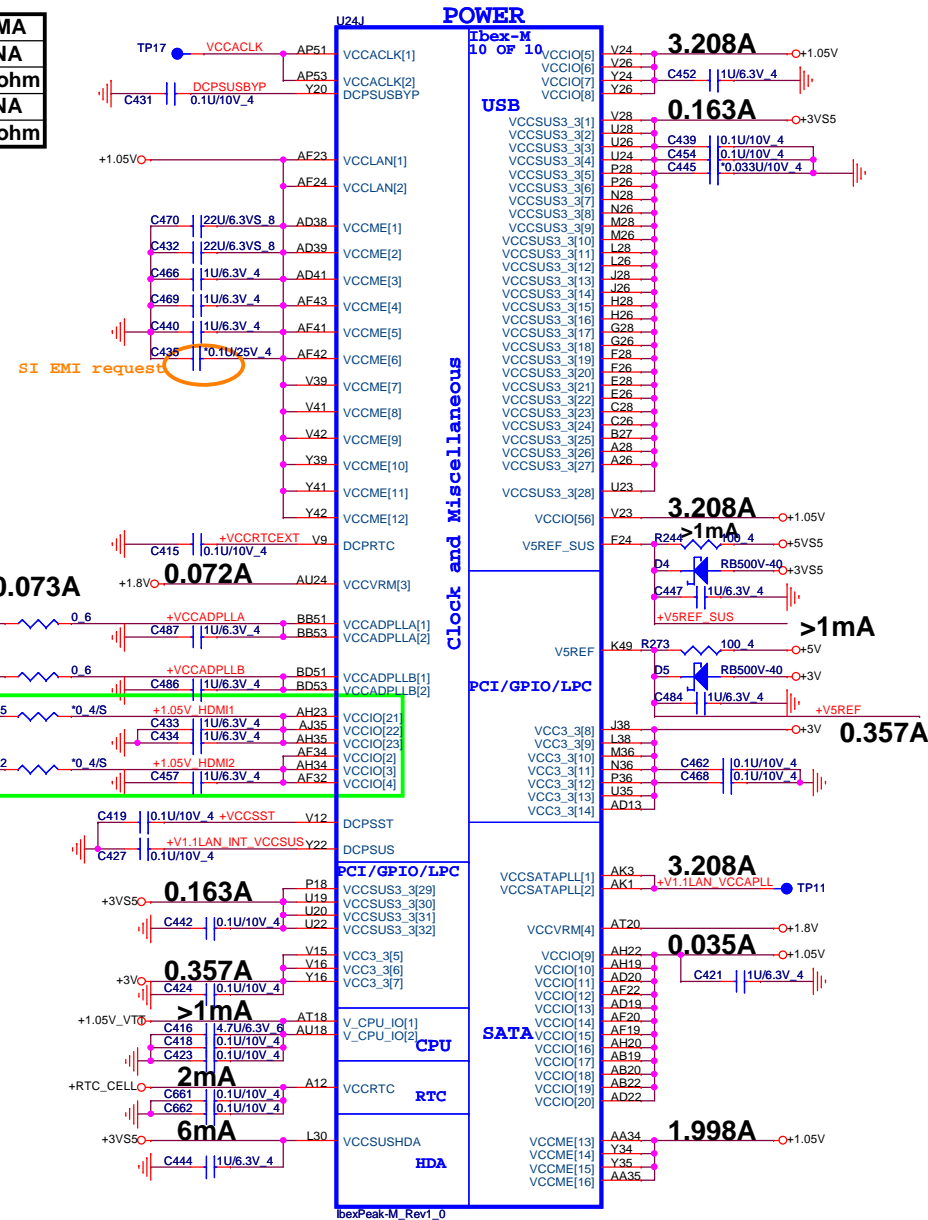 MA
NA
ohm
NA
ohm
POWER
U24J
Ibex-M
10 OF 10
USB
Clock and Miscellaneous
TP17
VCCACLK
AP51
VCCACLK[1]
AP53
VCCACLK[2]
DCPSUSBYP
Y20
DCPSUSBYP
C431
0.1U/10V_4
+1.05V
AF23
VCCLAN[1]
AF24
VCCLAN[2]
C470
22U/6.3VS_8
AD38
VCCME[1]
C432
22U/6.3VS_8
AD39
VCCME[2]
C466
1U/6.3V_4
AD41
VCCME[3]
C469
1U/6.3V_4
AF43
VCCME[4]
C440
1U/6.3V_4
AF41
VCCME[5]
C435
*0.1U/25V_4
AF42
VCCME[6]
SI EMI request
V39
VCCME[7]
V41
VCCME[8]
V42
VCCME[9]
Y39
VCCME[10]
Y41
VCCME[11]
Y42
VCCME[12]
+VCCRTCEXT
V9
DCPRTC
C415
0.1U/10V_4
0.073A
+1.8V
0.072A
AU24
VCCVRM[3]
0_6
+VCCADPLLA
BB51
VCCADPLLA[1]
C487
1U/6.3V_4
BB53
VCCADPLLA[2]
0_6
+VCCADPLLB
BD51
VCCADPLLB[1]
C486
1U/6.3V_4
BD53
VCCADPLLB[2]
5
*0_4/S
+1.05V_HDMI1
AH23
VCCIO[21]
C433
1U/6.3V_4
AJ35
VCCIO[22]
C434
1U/6.3V_4
AH35
VCCIO[23]
AF34
VCCIO[2]
2
*0_4/S
+1.05V_HDMI2
AH34
VCCIO[3]
C457
1U/6.3V_4
AF32
VCCIO[4]
C419
0.1U/10V_4
+VCCSST
V12
DCPSST
+V1.1LAN_INT_VCCSUS
Y22
DCPSUS
C427
0.1U/10V_4
PCI/GPIO/LPC
+3VS5
0.163A
P18
VCCSUS3_3[29]
U19
VCCSUS3_3[30]
U20
VCCSUS3_3[31]
C442
0.1U/10V_4
U22
VCCSUS3_3[32]
V15
VCC3_3[5]
V16
VCC3_3[6]
+3V
0.357A
Y16
VCC3_3[7]
C424
0.1U/10V_4
>1mA
+1.05V_VTT
AT18
V_CPU_IO[1]
C416
4.7U/6.3V_6
AU18
V_CPU_IO[2]
CPU
C418
0.1U/10V_4
C423
0.1U/10V_4
2mA
+RTC_CELL
A12
VCCRTC
RTC
C661
0.1U/10V_4
C662
0.1U/10V_4
6mA
+3VS5
L30
VCCSUSHDA
HDA
C444
1U/6.3V_4
IbexPeak-M_Rev1_0
VCCIO[5]
V24
3.208A
+1.05V
VCCIO[6]
V26
VCCIO[7]
Y24
C452
1U/6.3V_4
VCCIO[8]
Y26
0.163A
VCCSUS3_3[1]
V28
+3VS5
VCCSUS3_3[2]
U28
VCCSUS3_3[3]
U26
C439
0.1U/10V_4
VCCSUS3_3[4]
U24
C454
0.1U/10V_4
VCCSUS3_3[5]
P28
C445
*0.033U/10V_4
VCCSUS3_3[6]
P26
VCCSUS3_3[7]
N28
VCCSUS3_3[8]
N26
VCCSUS3_3[9]
M28
VCCSUS3_3[10]
M26
VCCSUS3_3[11]
L28
VCCSUS3_3[12]
L26
VCCSUS3_3[13]
J28
VCCSUS3_3[14]
J26
VCCSUS3_3[15]
H28
VCCSUS3_3[16]
H26
VCCSUS3_3[17]
G28
VCCSUS3_3[18]
G26
VCCSUS3_3[19]
F28
VCCSUS3_3[20]
F26
VCCSUS3_3[21]
E28
VCCSUS3_3[22]
E26
VCCSUS3_3[23]
C28
VCCSUS3_3[24]
C26
VCCSUS3_3[25]
B27
VCCSUS3_3[26]
A28
VCCSUS3_3[27]
A26
VCCSUS3_3[28]
U23
3.208A
VCCIO[56]
V23
+1.05V
>1mA
V5REF_SUS
F24
R244
100_4
+5VS5
D4
RB500V-40
+3VS5
C447
1U/6.3V_4
+V5REF_SUS
>1mA
V5REF
K49
R273
100_4
+5V
PCI/GPIO/LPC
D5
RB500V-40
+3V
C484
1U/6.3V_4
+V5REF
0.357A
VCC3_3[8]
J38
+3V
VCC3_3[9]
L38
VCC3_3[10]
M36
VCC3_3[11]
N36
C462
0.1U/10V_4
VCC3_3[12]
P36
C468
0.1U/10V_4
VCC3_3[13]
U35
VCC3_3[14]
AD13
3.208A
VCCSATAPLL[1]
AK3
VCCSATAPLL[2]
AK1
+V1.1LAN_VCCAPLL
TP11
VCCVRM[4]
AT20
+1.8V
0.035A
VCCIO[9]
AH22
+1.05V
VCCIO[10]
AH19
VCCIO[11]
AD20
C421
1U/6.3V_4
VCCIO[12]
AF22
VCCIO[13]
AD19
VCCIO[14]
AF20
SATA
VCCIO[15]
AF19
VCCIO[16]
AH20
VCCIO[17]
AB19
VCCIO[18]
AB20
VCCIO[19]
AB22
VCCIO[20]
AD22
1.998A
VCCME[13]
AA34
+1.05V
VCCME[14]
Y34
VCCME[15]
Y35
VCCME[16]
AA35